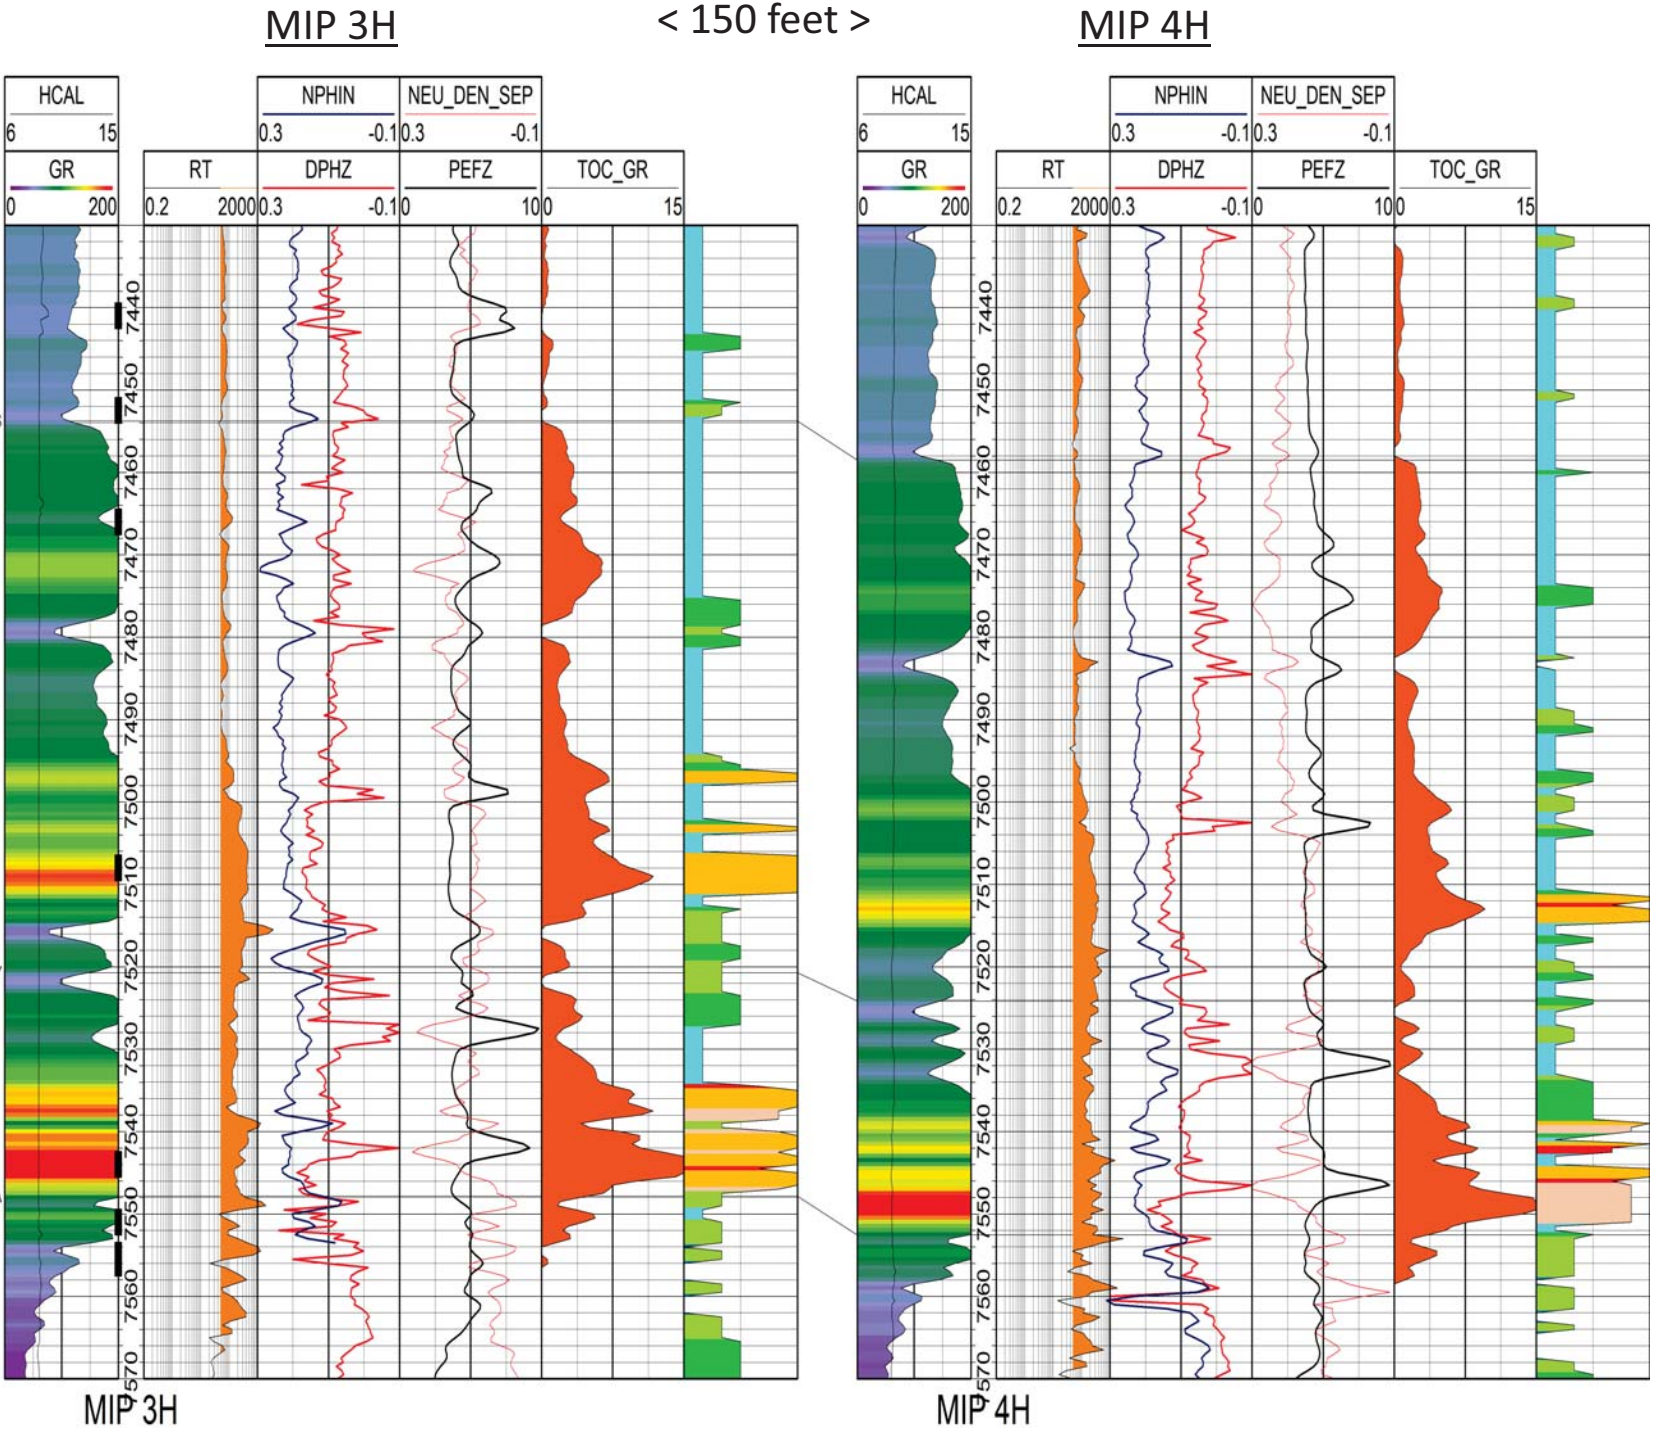 MIP 3H < 150 feet > MIP 4H
HCAL NPHIN NEU_DEN_SEP HCAL NPHIN NEU_DEN_SEP
6 15 0.3 -0.1 0.3 -0.1 6 15 0.3 -0.1 0.3 -0.1
GR RT DPHZ PEFZ TOC_GR GR RT DPHZ PEFZ TOC_GR
0 200 0.2 2000 0.3 -0.1 0 10 0 15 0 200 0.2 2000 0.3 -0.1 0 10 0 15
7440 7440
7450 7450
7460 7460
7470 7470
7480 7480
7490 7490
7500 7500
7510 7510
7520 7520
7530 7530
7540 7540
7550 7550
7560 7560
7570 7570
MIP 3H MIP 4H